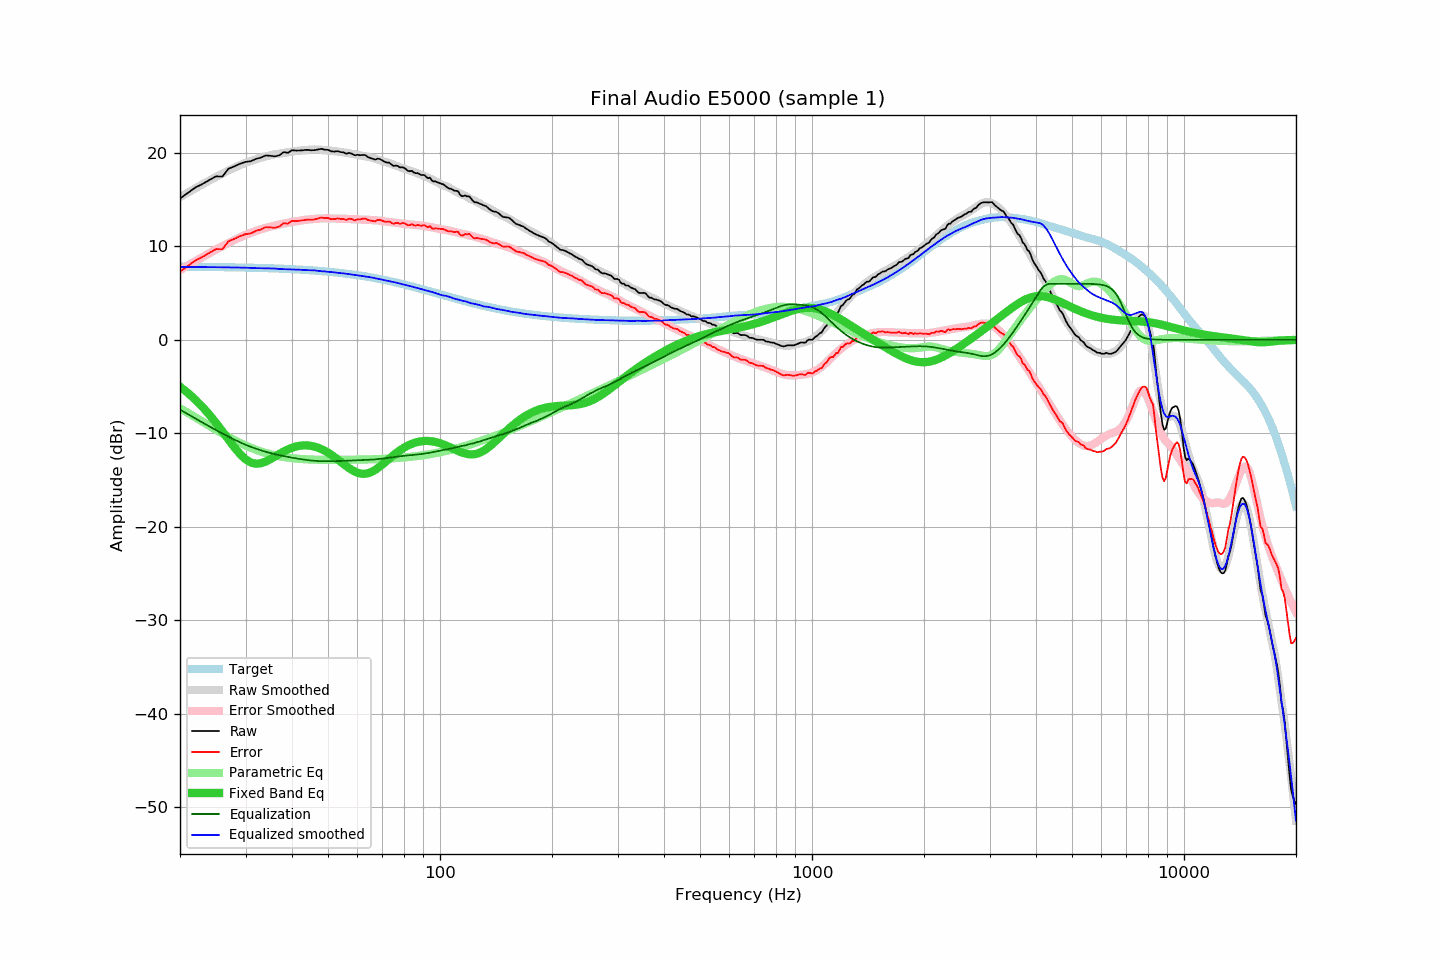 Final Audio E5000 (sample 1)
20
10
0
−10
−20
−30
−40
−50
Amplitude (dBr)
Target
Raw Smoothed
Error Smoothed
Raw
Error
Parametric Eq
Fixed Band Eq
Equalization
Equalized smoothed
100
1000
10000
Frequency (Hz)